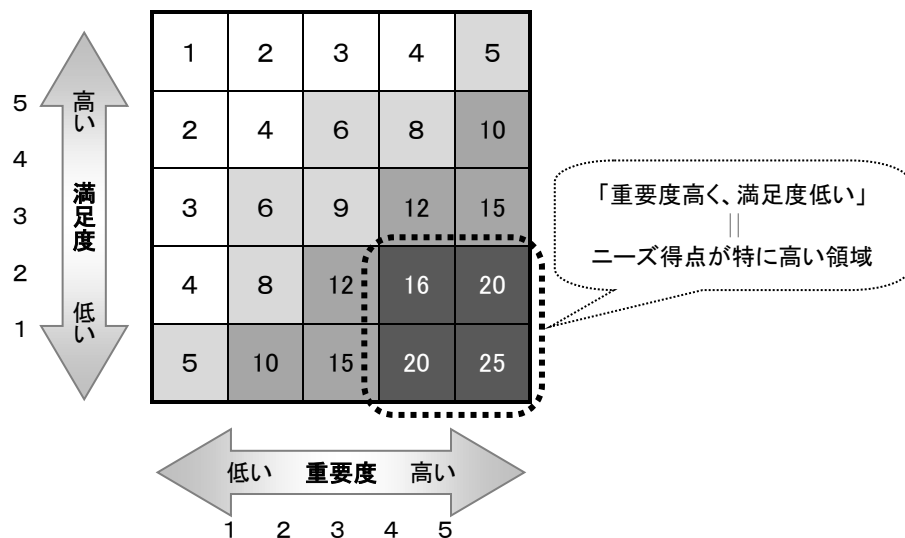 1 2 3 4 5
2 4 6 8 10
3 6 9 12 15
4 8 12 16 20
5 10 15 20 25
5
4
3
2
1
高い
満足度
低い
「重要度高く、満足度低い」
||
ニーズ得点が特に高い領域
低い 重要度 高い
1 2 3 4 5